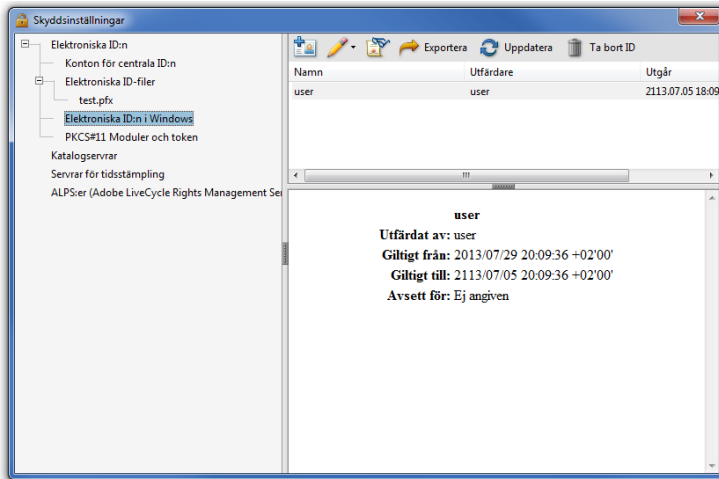 Skyddsinställningar
Elektroniska ID:n
Konton för centrala ID:n
Elektroniska ID-filer
test.pfx
Elektroniska ID:n i Windows
PKCS#11 Moduler och token
Katalogservrar
Servrar för tidsstämpling
ALPS:er (Adobe LiveCycle Rights Management Ser
Exportera Uppdatera Ta bort ID
Namn Utfärdare Utgår
user user 2113.07.05 18:09
user
Utfärdat av: user
Giltigt från: 2013/07/29 20:09:36 +02'00'
Giltigt till: 2113/07/05 20:09:36 +02'00'
Avsett för: Ej angiven